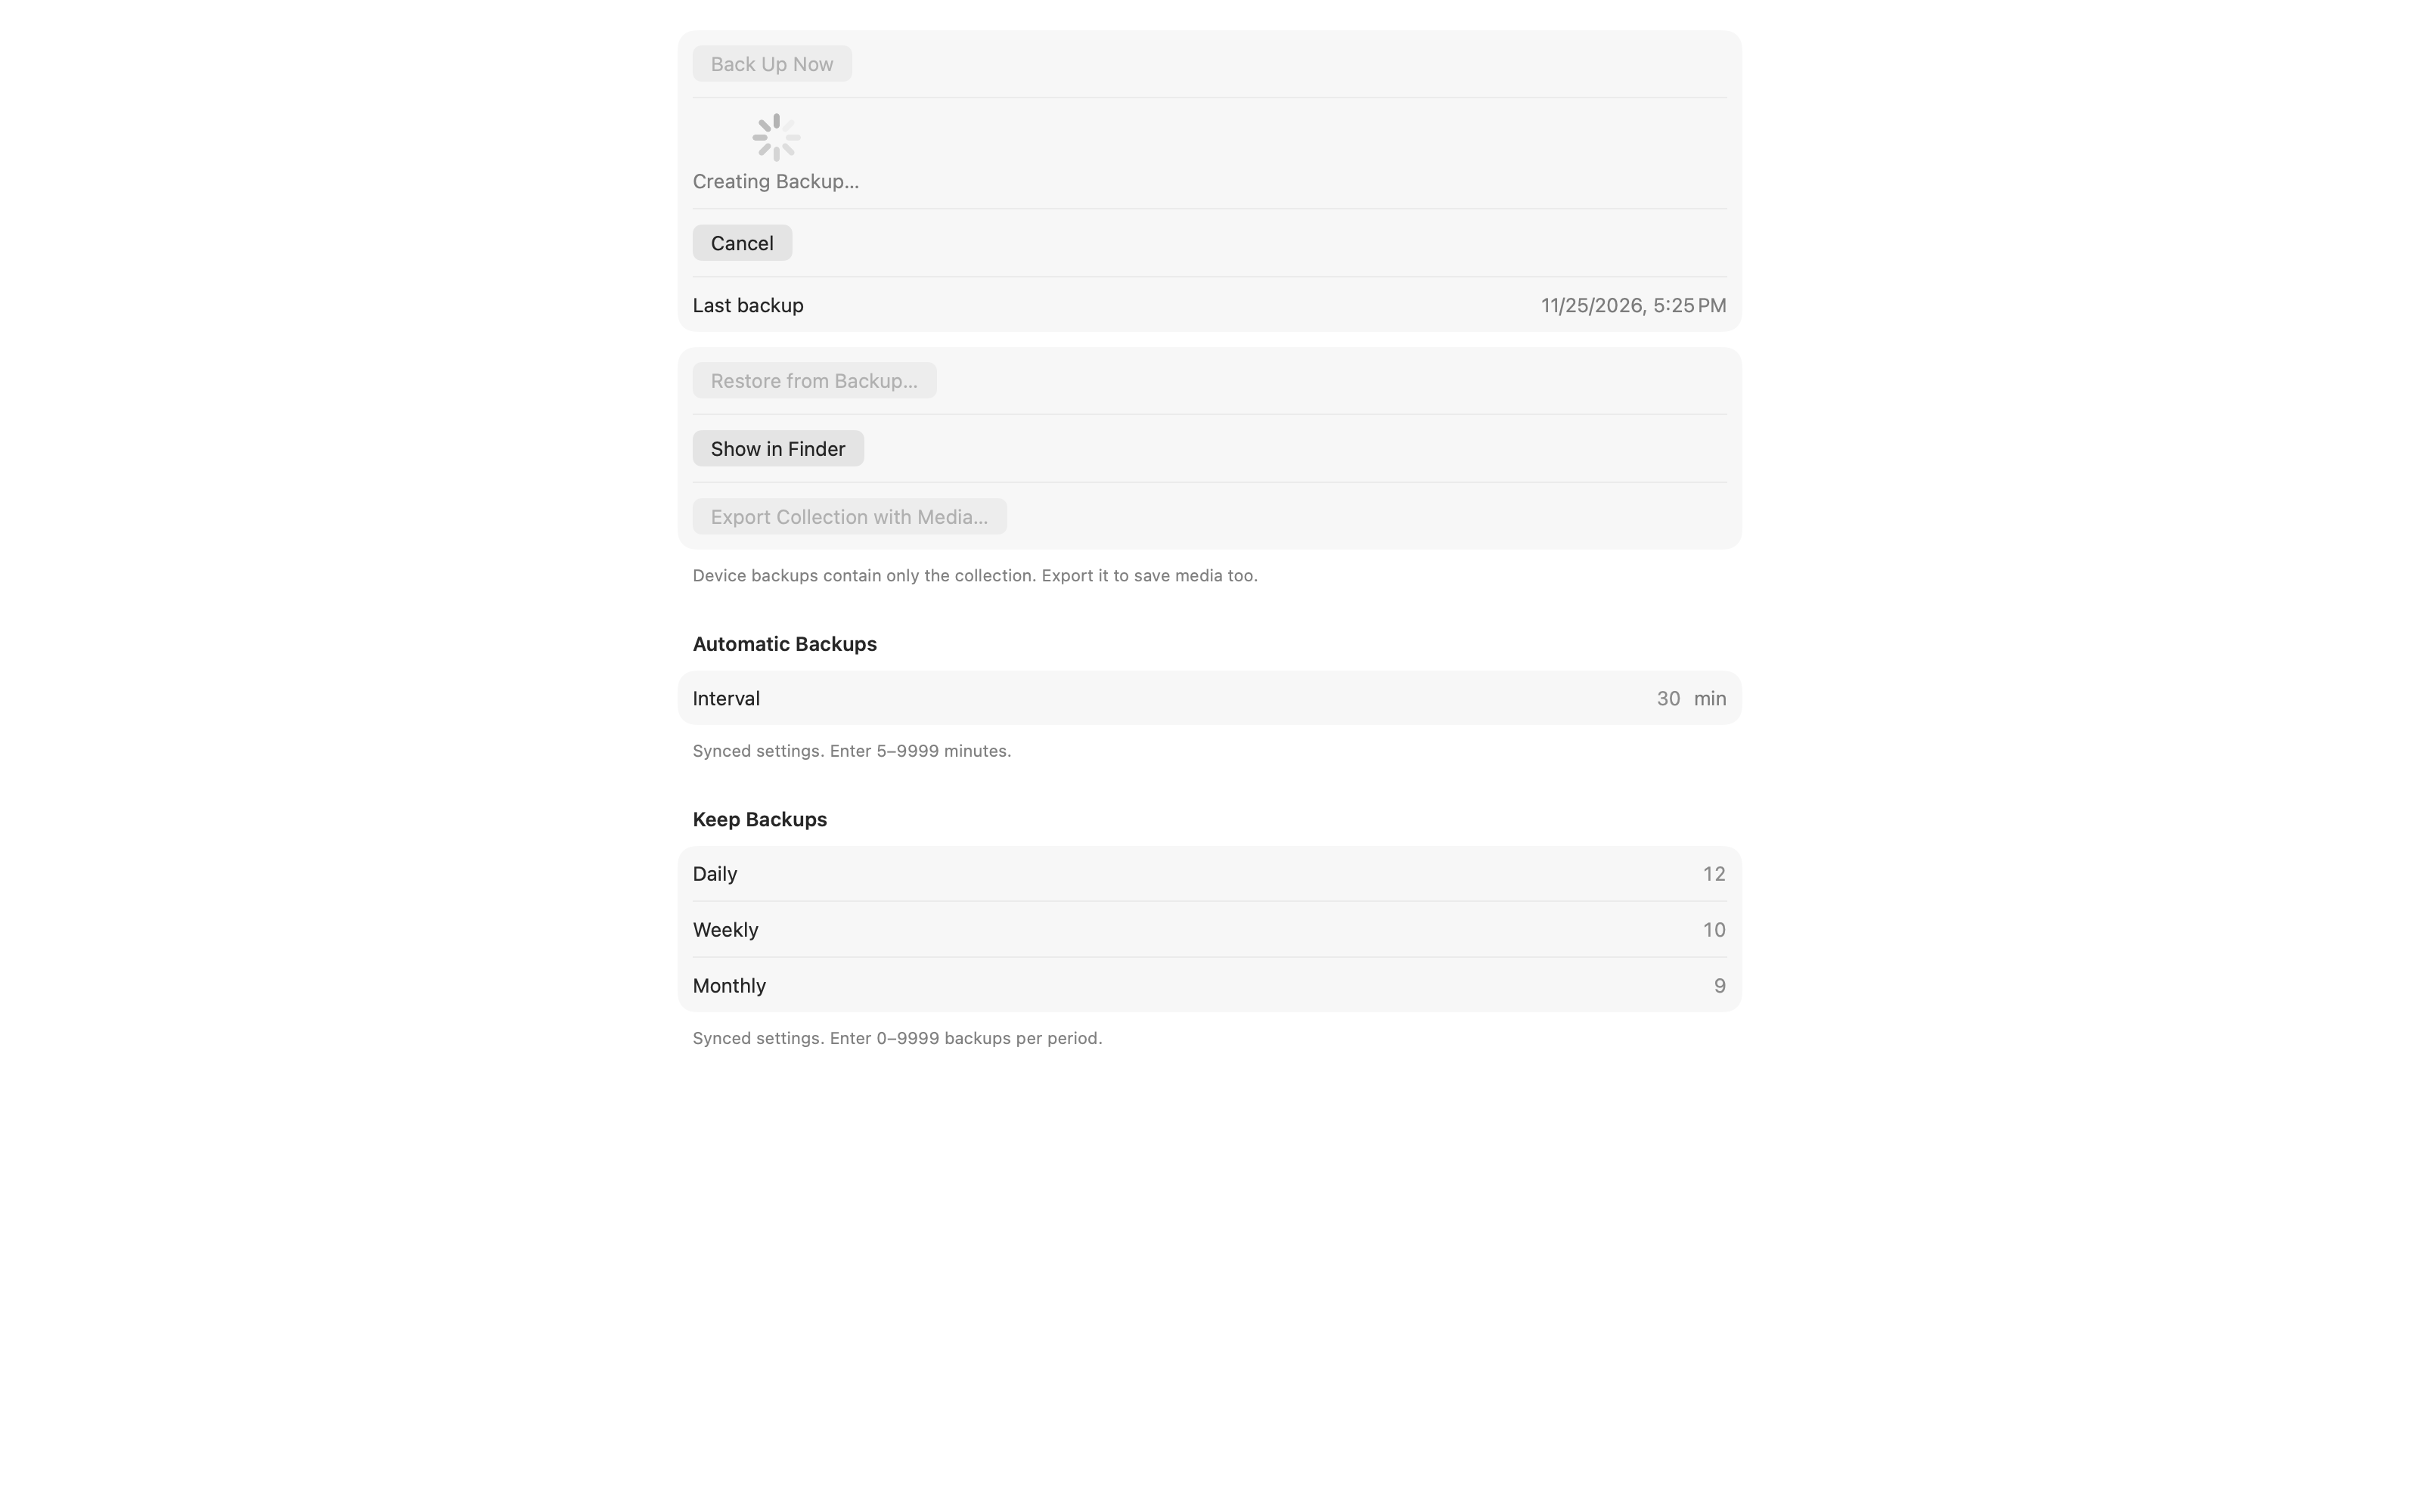 Back Up Now
Creating Backup...
Cancel
Last backup 11/25/2026, 5:25 PM
Restore from Backup...
Show in Finder
Export Collection with Media...
Device backups contain only the collection. Export it to save media too.
Automatic Backups
Interval 30 min
Synced settings. Enter 5–9999 minutes.
Keep Backups
Daily 12
Weekly 10
Monthly 9
Synced settings. Enter 0–9999 backups per period.